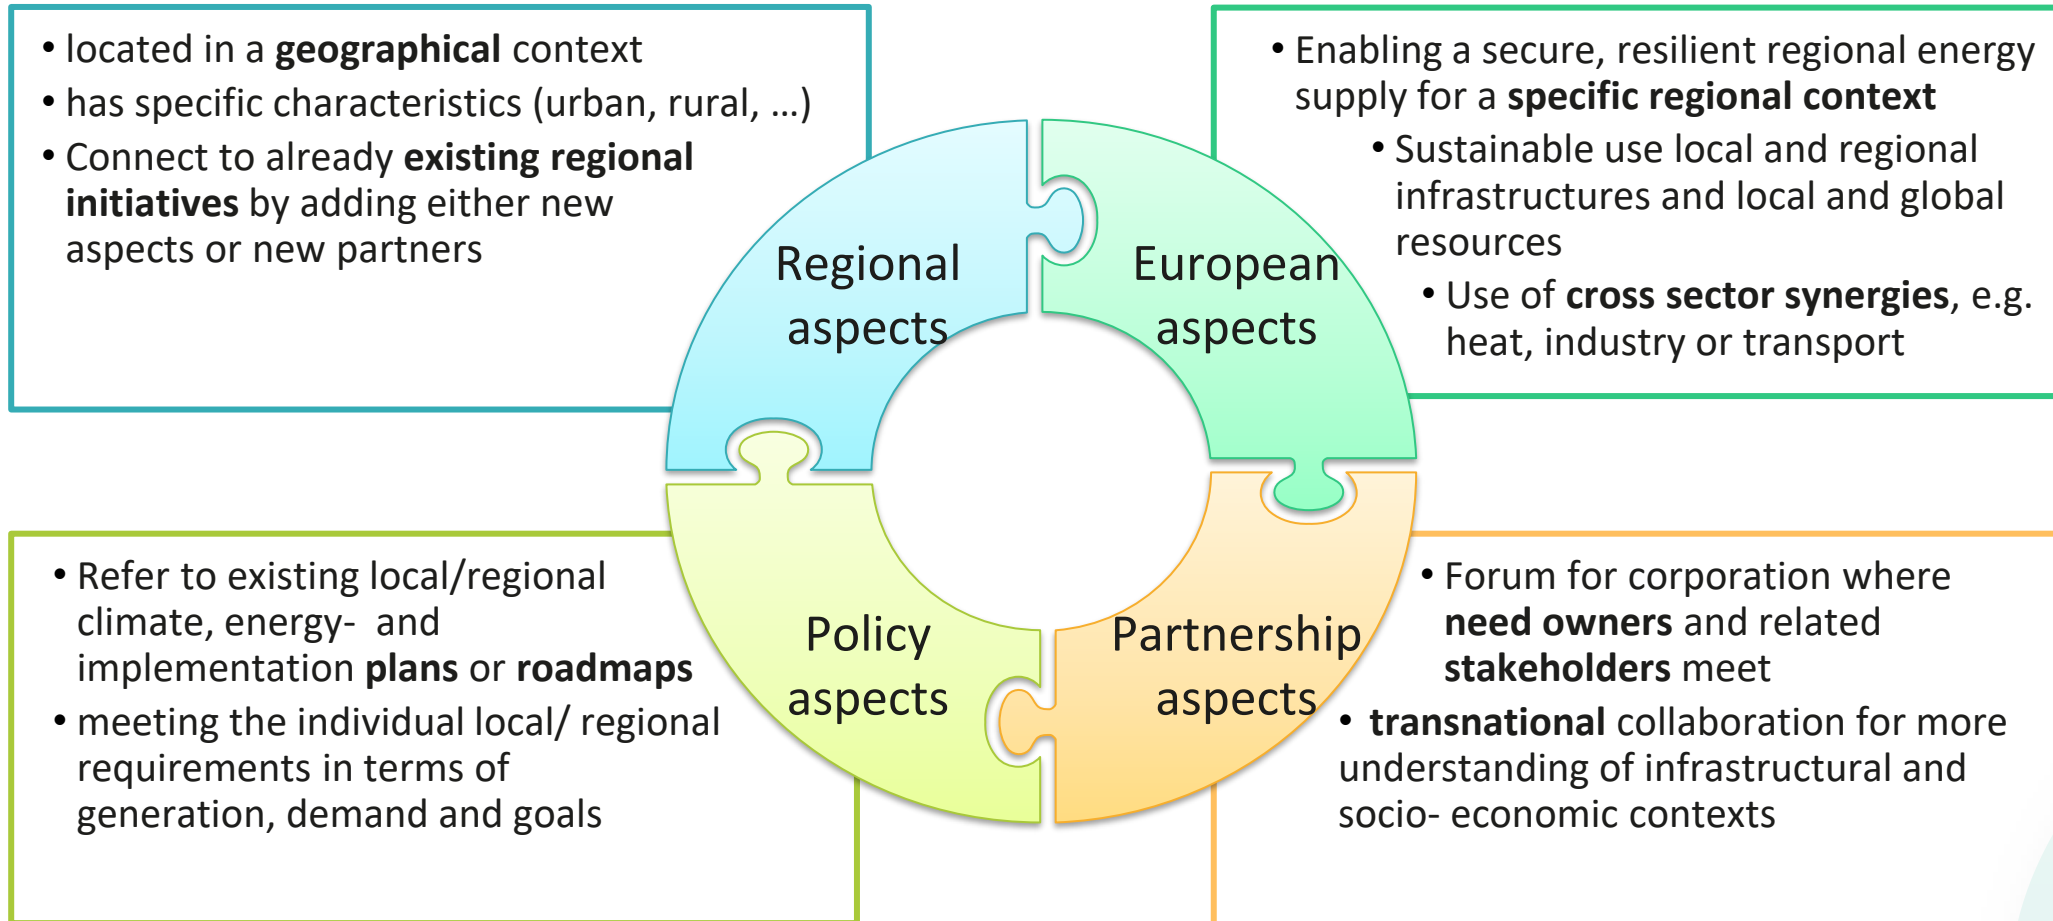 • located in a geographical context
• has specific characteristics (urban, rural, ...)
• Connect to already existing regional
initiatives by adding either new
aspects or new partners
• Enabling a secure, resilient regional energy
supply for a specific regional context
• Sustainable use local and regional
infrastructures and local and global
resources
• Use of cross sector synergies, e.g.
heat, industry or transport
Regional
aspects
European
aspects
Policy
aspects
Partnership
aspects
• Refer to existing local/regional
climate, energy- and
implementation plans or roadmaps
• meeting the individual local/ regional
requirements in terms of
generation, demand and goals
• Forum for corporation where
need owners and related
stakeholders meet
• transnational collaboration for more
understanding of infrastructural and
socio- economic contexts